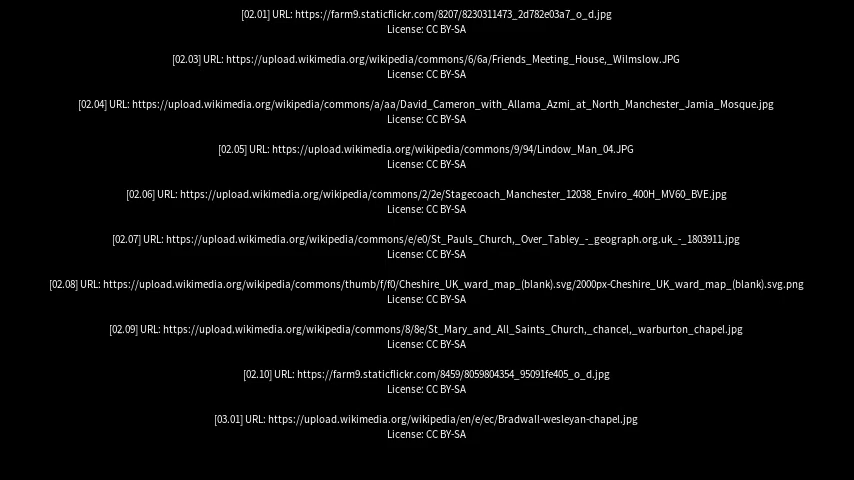 [02.01] URL: https://farm9.staticflickr.com/8207/8230311473_2d782e03a7_o_d.jpg
License: CC BY-SA
[02.03] URL: https://upload.wikimedia.org/wikipedia/commons/6/6a/Friends_Meeting_House,_Wilmslow.JPG
License: CC BY-SA
[02.04] URL: https://upload.wikimedia.org/wikipedia/commons/a/aa/David_Cameron_with_Allama_Azmi_at_North_Manchester_Jamia_Mosque.jpg
License: CC BY-SA
[02.05] URL: https://upload.wikimedia.org/wikipedia/commons/9/94/Lindow_Man_04.JPG
License: CC BY-SA
[02.06] URL: https://upload.wikimedia.org/wikipedia/commons/2/2e/Stagecoach_Manchester_12038_Enviro_400H_MV60_BVE.jpg
License: CC BY-SA
[02.07] URL: https://upload.wikimedia.org/wikipedia/commons/e/e0/St_Pauls_Church,_Over_Tabley_-_geograph.org.uk_-_1803911.jpg
License: CC BY-SA
[02.08] URL: https://upload.wikimedia.org/wikipedia/commons/thumb/f/f0/Cheshire_UK_ward_map_(blank).svg/2000px-Cheshire_UK_ward_map_(blank).svg.png
License: CC BY-SA
[02.09] URL: https://upload.wikimedia.org/wikipedia/commons/8/8e/St_Mary_and_All_Saints_Church,_chancel,_warburton_chapel.jpg
License: CC BY-SA
[02.10] URL: https://farm9.staticflickr.com/8459/8059804354_95091fe405_o_d.jpg
License: CC BY-SA
[03.01] URL: https://upload.wikimedia.org/wikipedia/en/e/ec/Bradwall-wesleyan-chapel.jpg
License: CC BY-SA